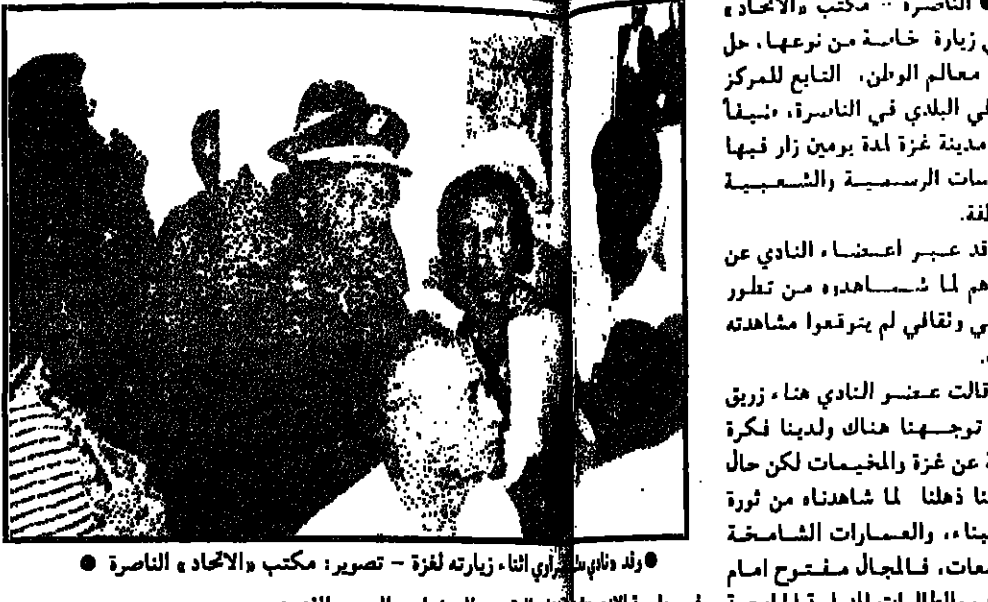 الناصرة - مكتب «الاتحاد»
زيارة خاصة من نوعها، حل
معالم الوطن، التابع للمركز
في البلدي في الناصرة، ضيفاً
مدينة غزة لمدة يومين زار فيها
سات الرسمية والشعبية
لفة.
قد عبر اعضاء النادي عن
هم لما شاهدوه من تطور
ي وثقافي لم يتوقعوا مشاهدته
قالت عضو النادي هناء زريق
توجهنا هناك ولدينا فكرة
عن غزة والمخيمات لكن حال
نا ذهلنا لما شاهدناه من ثورة
بناء، والعمارات الشامخة
معات، فالمجال مفتوح امام
● وفد اثناء زيارته لغزة - تصوير: مكتب «الاتحاد» الناصرة ●